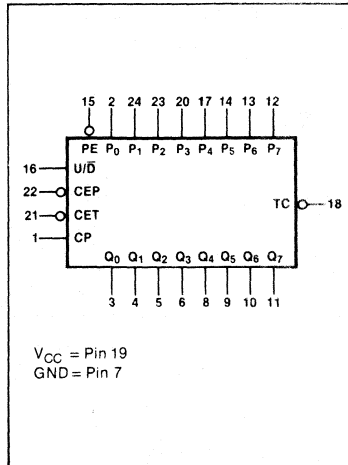 15 2 24 23 20 17 14 13 12
PE P₀ P₁ P₂ P₃ P₄ P₅ P₆ P₇
16 U/D̅
22 CEP
21 CET
TC 18
1 CP
Q₀ Q₁ Q₂ Q₃ Q₄ Q₅ Q₆ Q₇
3 4 5 6 8 9 10 11
V_CC = Pin 19
GND = Pin 7